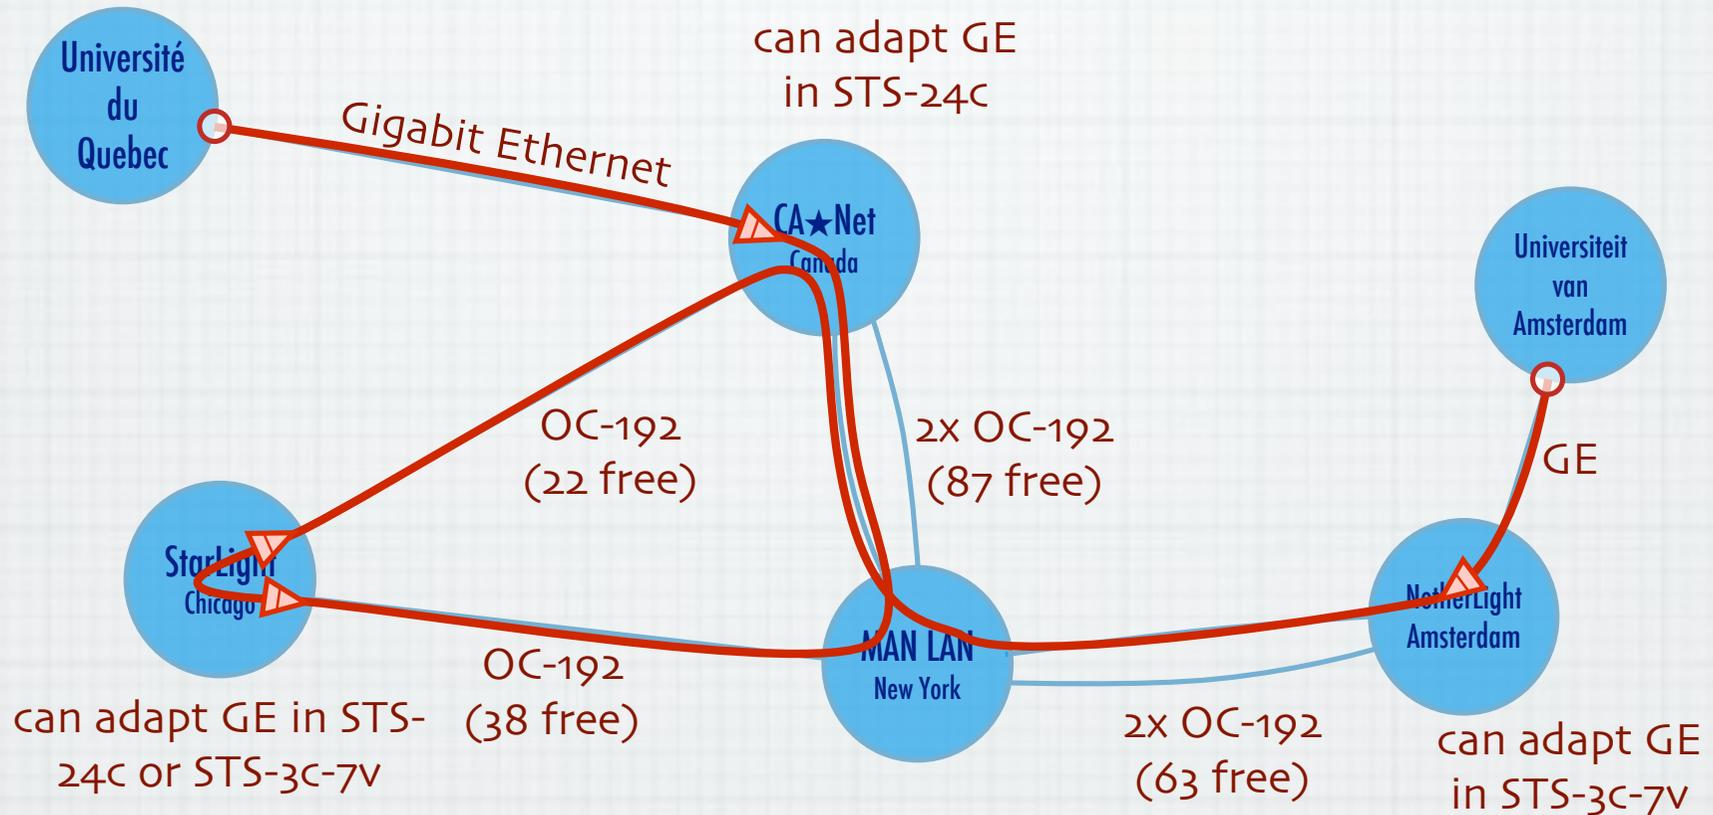 Université
du
Quebec
Gigabit Ethernet
can adapt GE
in STS-24c
CA★Net
Canada
Universiteit
van
Amsterdam
GE
OC-192
(22 free)
2x OC-192
(87 free)
StarLight
Chicago
can adapt GE in STS-
24c or STS-3c-7v
OC-192
(38 free)
MAN LAN
New York
2x OC-192
(63 free)
NetherLight
Amsterdam
can adapt GE
in STS-3c-7v